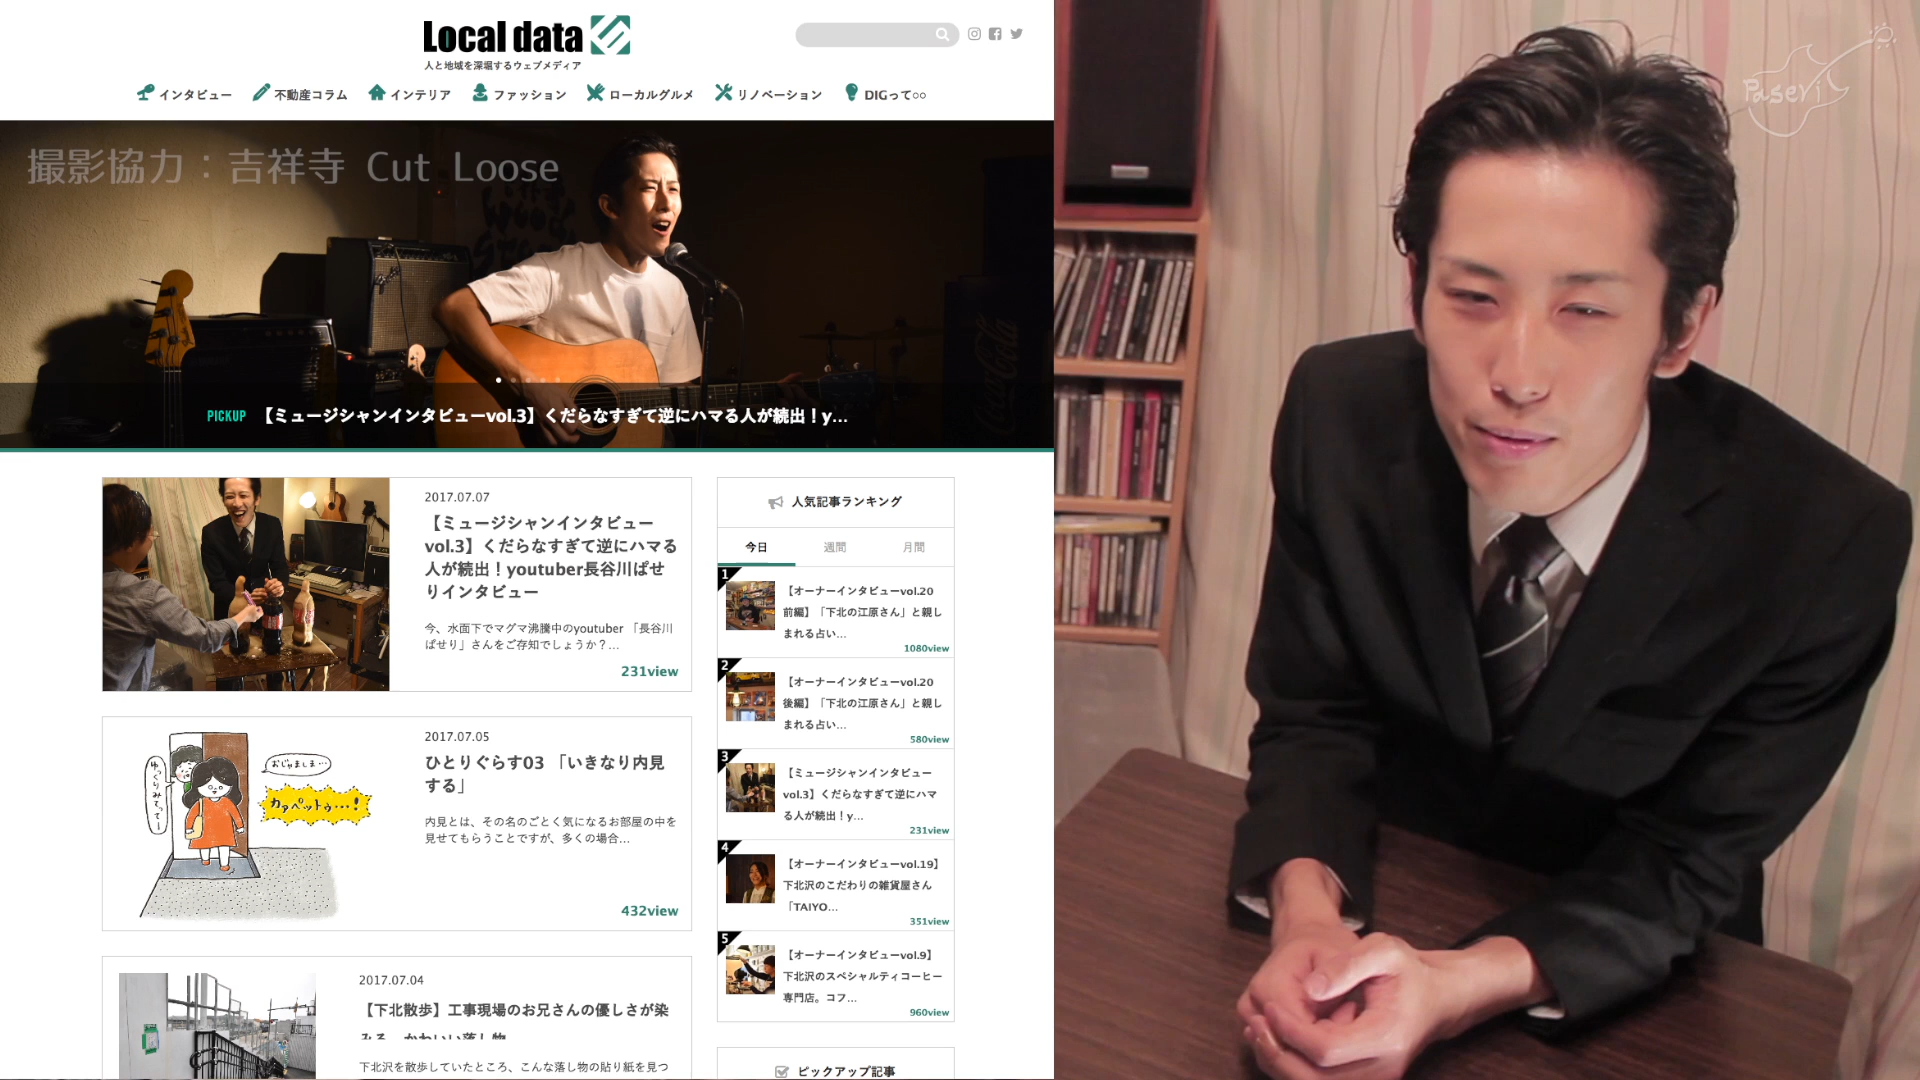 Local data
人と地域を深堀するウェブメディア
インタビュー
不動産コラム
インテリア
ファッション
ローカルグルメ
リノベーション
DIGって○○
撮影協力：吉祥寺 Cut Loose
Coca-Cola
PICKUP 【ミュージシャンインタビューvol.3】くだらなすぎて逆にハマる人が続出！y...
2017.07.07
【ミュージシャンインタビュー
vol.3】くだらなすぎて逆にハマる
人が続出！youtuber長谷川ぱせ
りインタビュー
今、水面下でマグマ沸騰中のyoutuber 「長谷川
ぱせり」さんをご存知でしょうか？...
231view
ゆっくりみてってー
おじゃましま…
カァペットゥ…！
2017.07.05
ひとりぐらす03 「いきなり内見
する」
内見とは、その名のごとく気になるお部屋の中を
見せてもらうことですが、多くの場合...
432view
2017.07.04
【下北散歩】工事現場のお兄さんの優しさが染
みる、かわいい落し物
下北沢を散歩していたところ、こんな落し物の貼り紙を見つ
人気記事ランキング
今日
週間
月間
1
【オーナーインタビューvol.20
前編】「下北の江原さん」と親し
まれる占い...
1080view
2
【オーナーインタビューvol.20
後編】「下北の江原さん」と親し
まれる占い...
580view
3
【ミュージシャンインタビュー
vol.3】くだらなすぎて逆にハマ
る人が続出！y...
231view
4
【オーナーインタビューvol.19】
下北沢のこだわりの雑貨屋さん
「TAIYO...
351view
5
【オーナーインタビューvol.9】
下北沢のスペシャルティコーヒー
専門店。コフ...
960view
ピックアップ記事
Paseri